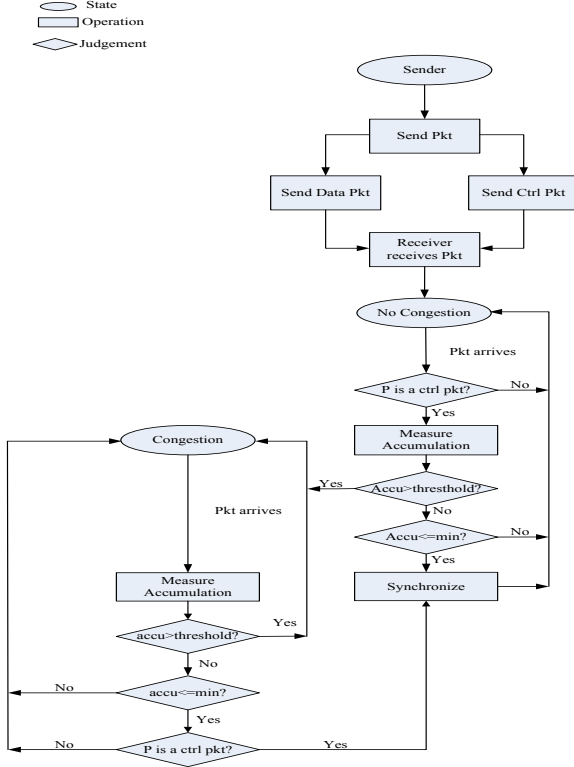 State
Operation
Judgement
Sender
Send Pkt
Send Data Pkt
Send Ctrl Pkt
Receiver
receives Pkt
No Congestion
Pkt arrives
P is a ctrl pkt?
No
Yes
Measure
Accumulation
Accu>thresthold?
Yes
No
Accu<=min?
No
Yes
Synchronize
Congestion
Pkt arrives
Measure
Accumulation
accu>threshold?
Yes
No
accu<=min?
No
Yes
P is a ctrl pkt?
No
Yes